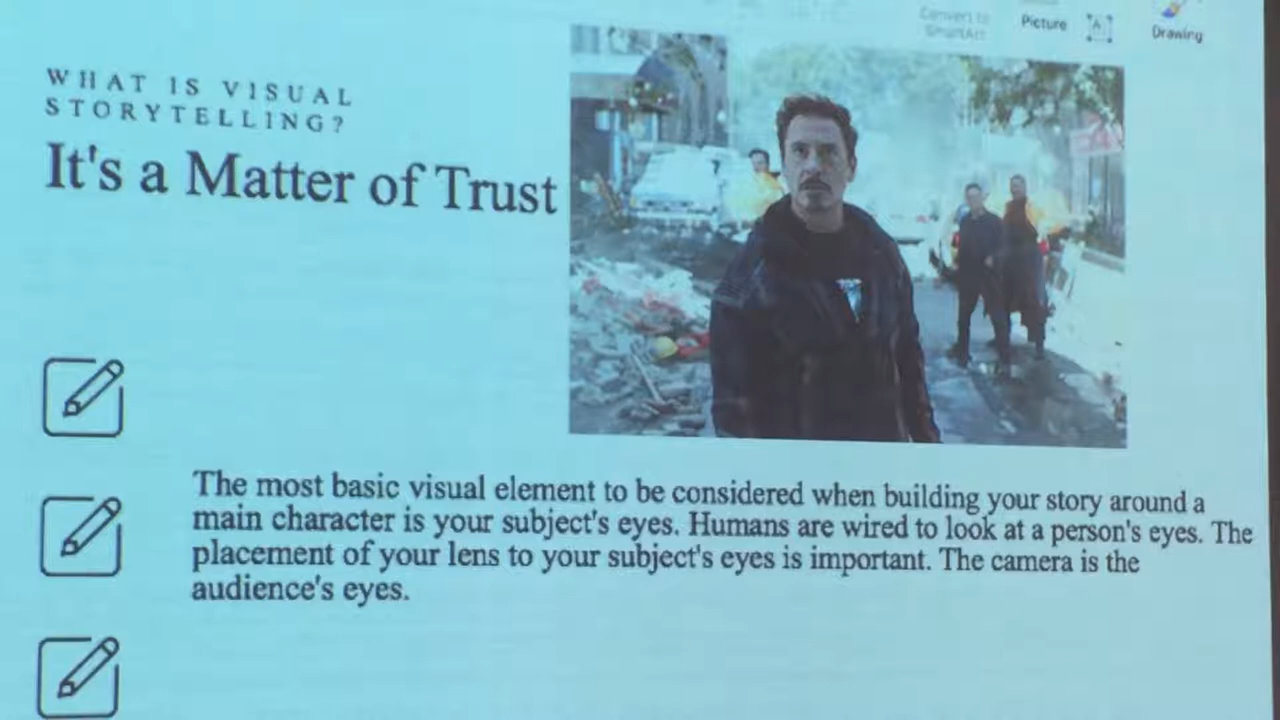 Convert to
SmartArt
Picture
A
Drawing
WHAT IS VISUAL
STORYTELLING?
It's a Matter of Trust
The most basic visual element to be considered when building your story around a
main character is your subject's eyes. Humans are wired to look at a person's eyes. The
placement of your lens to your subject's eyes is important. The camera is the
audience's eyes.